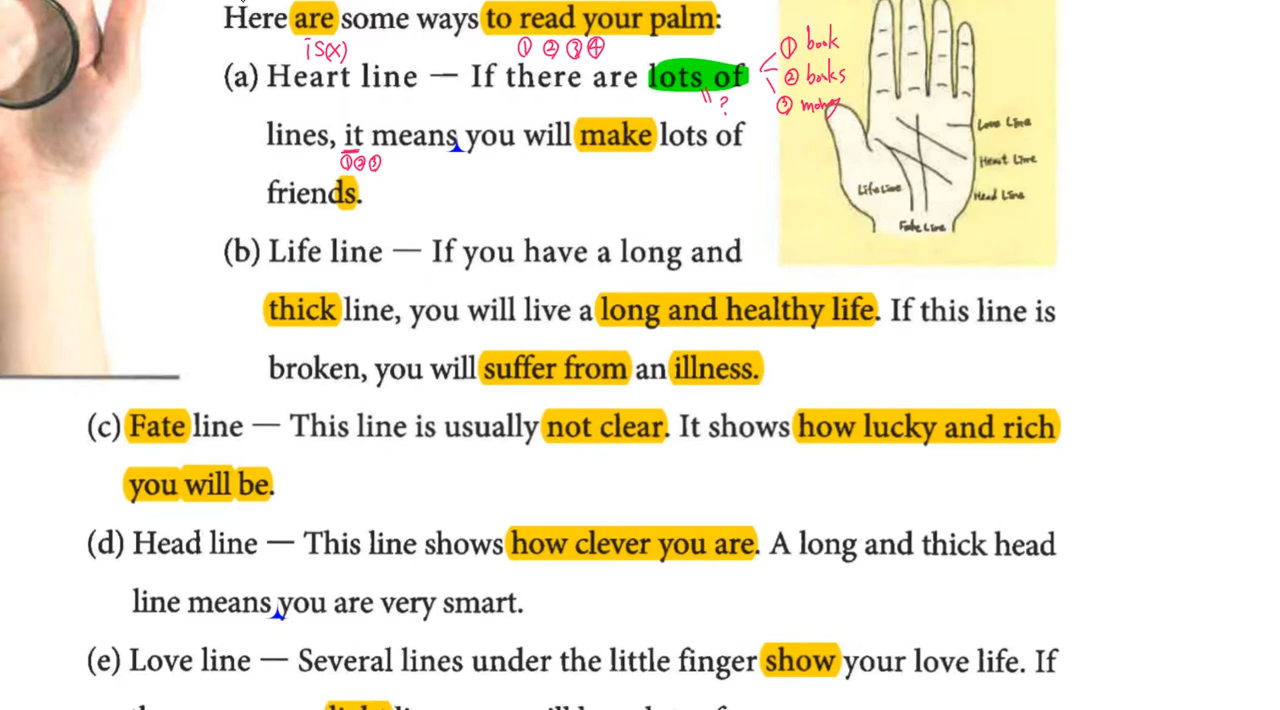 Here are some ways to read your palm:
is(x)
① ② ③ ④
(a) Heart line — If there are lots of
① book
② books
③ money
?
lines, it means you will make lots of
①②③
friends.
Love Line
Heart Line
Head Line
Life Line
Fate Line
(b) Life line — If you have a long and
thick line, you will live a long and healthy life. If this line is
broken, you will suffer from an illness.
(c) Fate line — This line is usually not clear. It shows how lucky and rich
you will be.
(d) Head line — This line shows how clever you are. A long and thick head
line means you are very smart.
(e) Love line — Several lines under the little finger show your love life. If